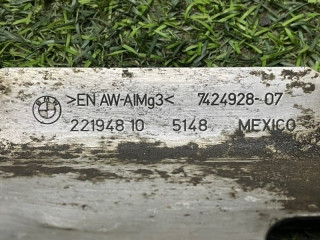 >EN AW-AlMg3< 7424928-07
221948 10 5148 MEXICO